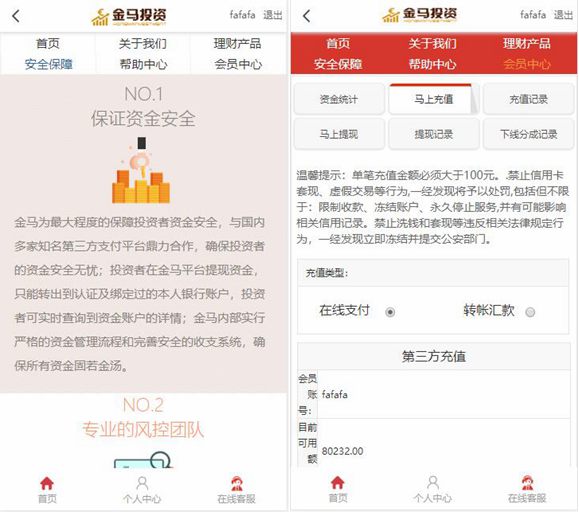 金马投资
fafafa 退出
首页 关于我们 理财产品
安全保障 帮助中心 会员中心
NO.1
保证资金安全
金马为最大程度的保障投资者资金安全，与国内
多家知名第三方支付平台鼎力合作，确保投资者
的资金安全无忧；投资者在金马平台提现资金，
只能转出到认证及绑定过的本人银行账户，投资
者可实时查询到资金账户的详情；金马内部实行
严格的资金管理流程和完善安全的收支系统，确
保所有资金固若金汤。
NO.2
专业的风控团队
首页 个人中心 在线客服
金马投资
fafafa 退出
首页 关于我们 理财产品
安全保障 帮助中心 会员中心
资金统计 马上充值 充值记录
马上提现 提现记录 下线分成记录
温馨提示：单笔充值金额必须大于100元。.禁止信用卡
套现、虚假交易等行为,一经发现将予以处罚,包括但不限
于：限制收款、冻结账户、永久停止服务,并有可能影响
相关信用记录。禁止洗钱和套现等违反相关法律规定行
为，一经发现立即冻结并提交公安部门。
充值类型：
在线支付 转帐汇款
第三方充值
会员
账
号：
fafafa
目前
可用
额
80232.00
首页 个人中心 在线客服